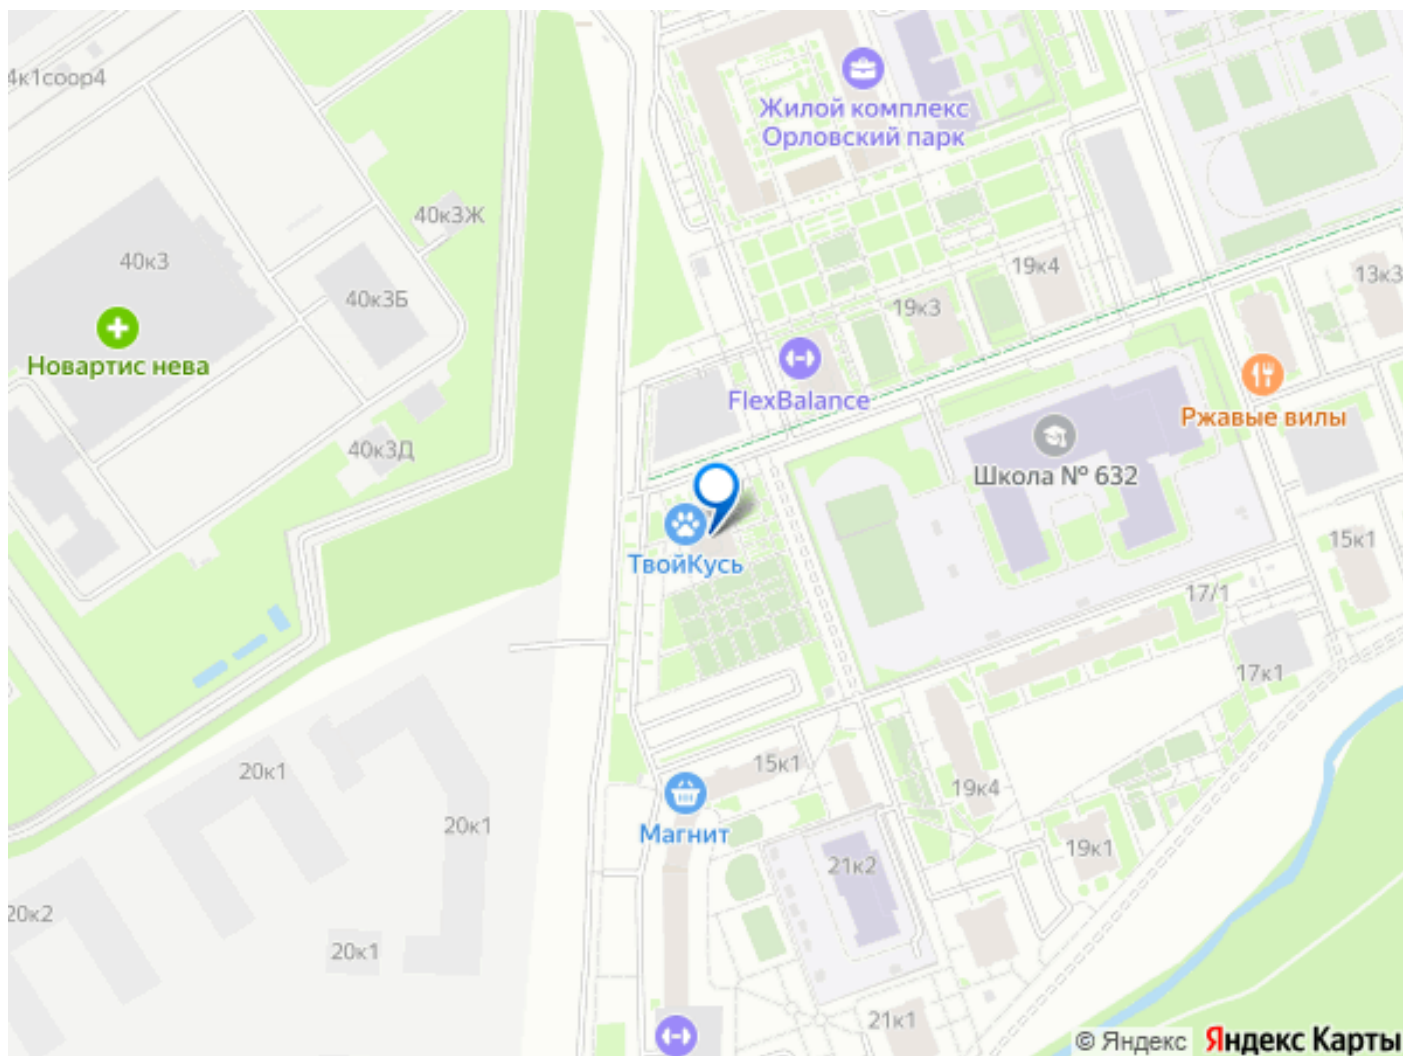 4к1соор4
Жилой комплекс
Орловский парк
40к3Ж
40к3
40к3Б
19к4
13к3
19к3
Новартис нева
FlexBalance
Ржавые вилы
40к3Д
Школа № 632
ТвойКусь
15к1
17/1
17к1
20к1
15к1
19к4
20к1
Магнит
19к1
21к2
20к2
20к1
21к1
© Яндекс Яндекс Карты